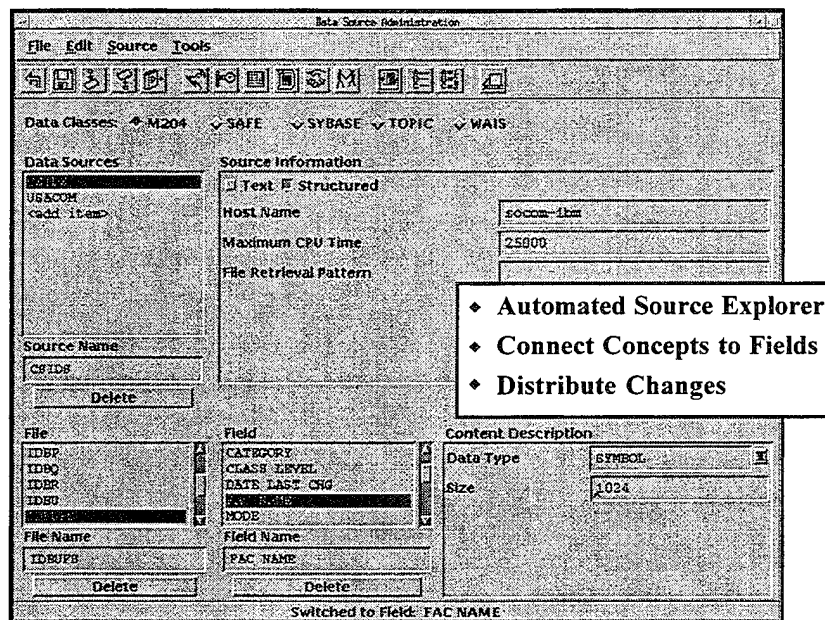 Data Source Administration
File Edit Source Tools
Data Classes: M204 SAFE SYBASE TOPIC WAIS
Data Sources
USACOM
<add item>
Source Name
CSIDS
Delete
Source Information
Text Structured
Host Name
socom-ibm
Maximum CPU Time
25000
File Retrieval Pattern
Automated Source Explorer
Connect Concepts to Fields
Distribute Changes
File
IDBP
IDBQ
IDBR
IDBU
File Name
IDBUFB
Delete
Field
CATEGORY
CLASS LEVEL
DATE LAST CHG
MODE
Field Name
FAC NAME
Delete
Content Description
Data Type
SYMBOL
Size
1024
Switched to Field: FAC NAME